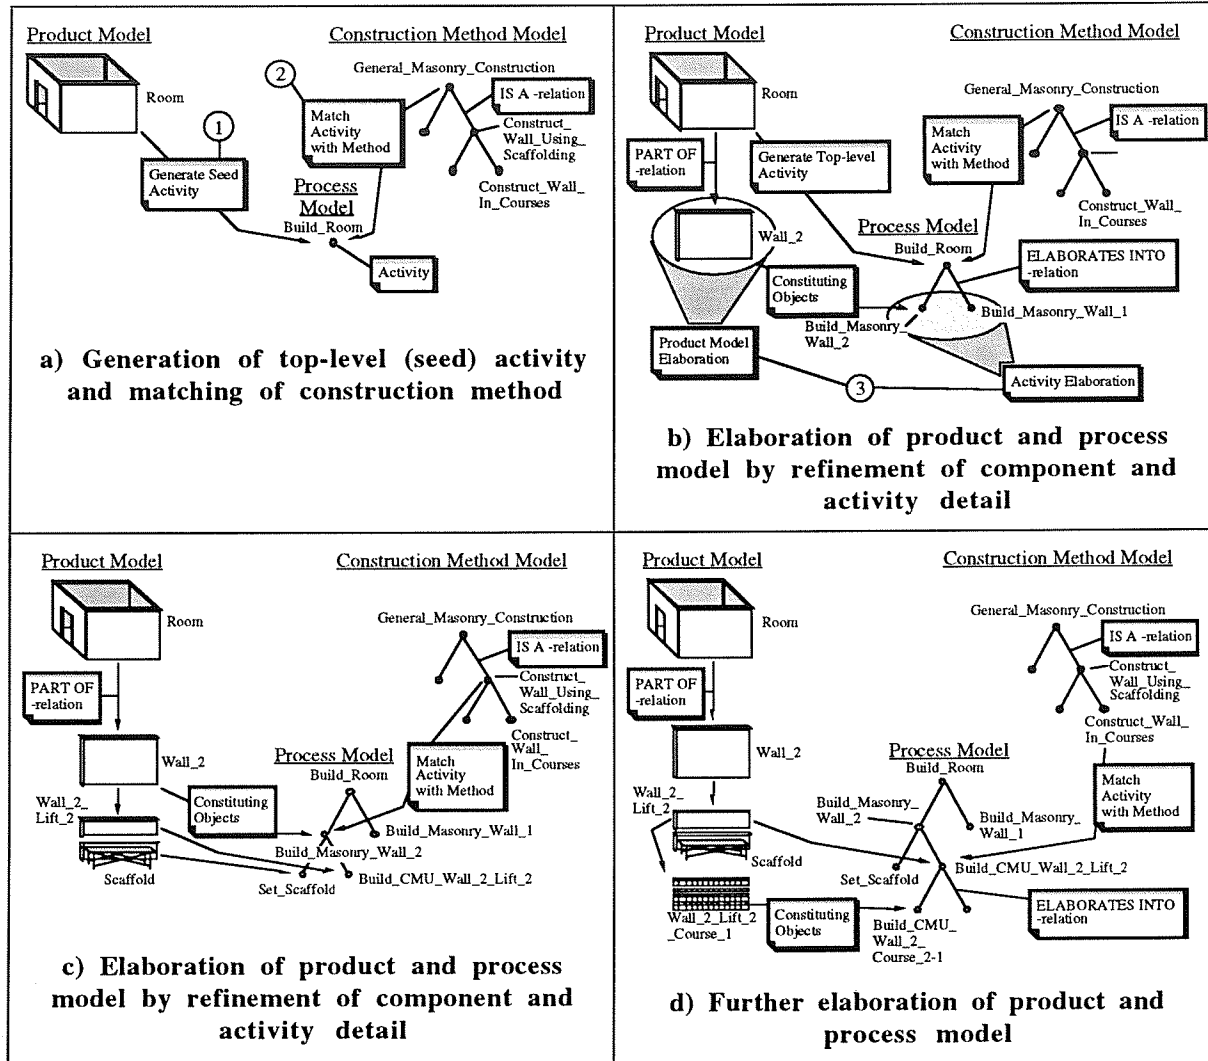 Product Model
Construction Method Model
General_Masonry_Construction
2
IS A -relation
Room
Match
Activity
with Method
Construct_
Wall_Using_
Scaffolding
1
Generate Seed
Activity
Process
Model
Construct_Wall_
In_Courses
Build_Room
Activity
a) Generation of top-level (seed) activity
and matching of construction method
Product Model
Construction Method Model
General_Masonry_Construction
Room
IS A -relation
Match
Activity
with Method
PART OF
-relation
Generate Top-level
Activity
Construct_Wall_
In_Courses
Process Model
Wall_2
Build_Room
ELABORATES INTO
-relation
Constituting
Objects
Build_Masonry_Wall_1
Build_Masonry_
Wall_2
Product Model
Elaboration
3
Activity Elaboration
b) Elaboration of product and process
model by refinement of component and
activity detail
Product Model
Construction Method Model
General_Masonry_Construction
Room
IS A -relation
PART OF
-relation
Construct_
Wall_Using_
Scaffolding
Construct_
Wall_
In_Courses
Process Model
Match
Activity
with Method
Wall_2
Build_Room
Wall_2_
Lift_2
Constituting
Objects
Build_Masonry_Wall_1
Build_Masonry_Wall_2
Scaffold
Set_Scaffold
Build_CMU_Wall_2_Lift_2
c) Elaboration of product and process
model by refinement of component and
activity detail
Product Model
Construction Method Model
General_Masonry_Construction
Room
IS A -relation
PART OF
-relation
Construct_
Wall_Using_
Scaffolding
Construct_Wall_
In_Courses
Process Model
Wall_2
Build_Room
Match
Activity
with Method
Wall_2_
Lift_2
Build_Masonry_
Wall_2
Build_Masonry_
Wall_1
Scaffold
Set_Scaffold
Build_CMU_Wall_2_Lift_2
Wall_2_Lift_2
_Course_1
Constituting
Objects
ELABORATES INTO
-relation
Build_CMU_
Wall_2_
Course_2-1
d) Further elaboration of product and
process model